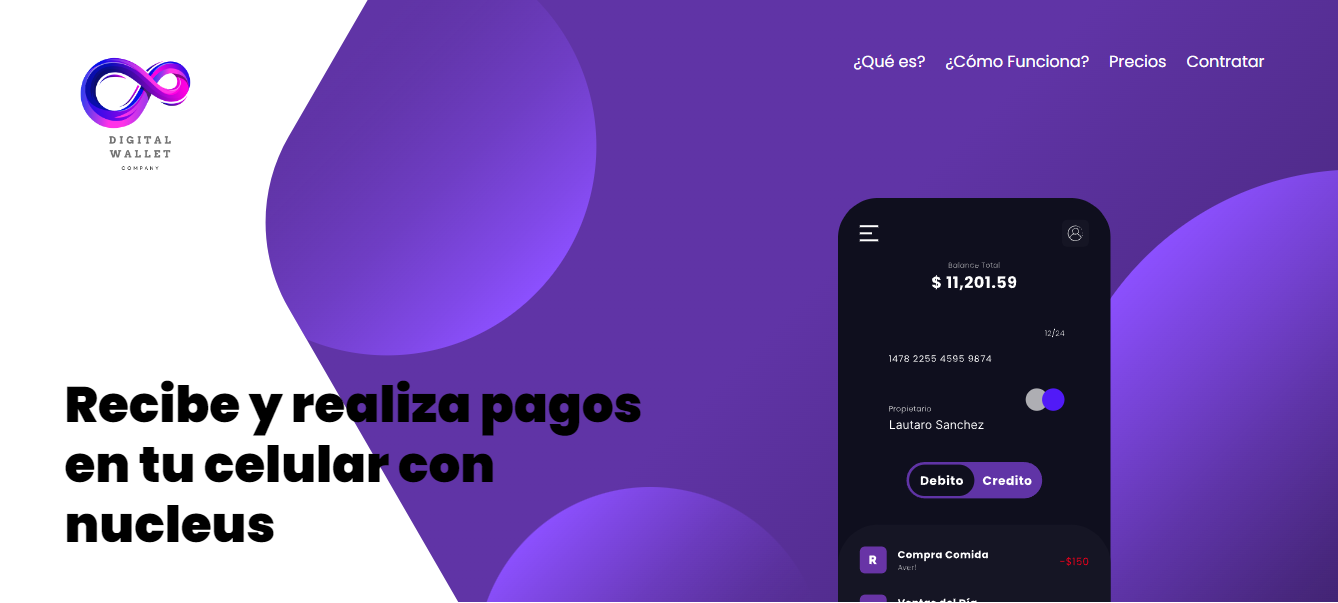 DIGITAL
WALLET
COMPANY
¿Qué es? ¿Cómo Funciona? Precios Contratar
Recibe y realiza pagos
en tu celular con
nucleus
Balance Total
$ 11,201.59
12/24
1478 2255 4595 9874
Propietario
Lautaro Sanchez
Debito Credito
R Compra Comida -$150
Aver!
Ventas del Día